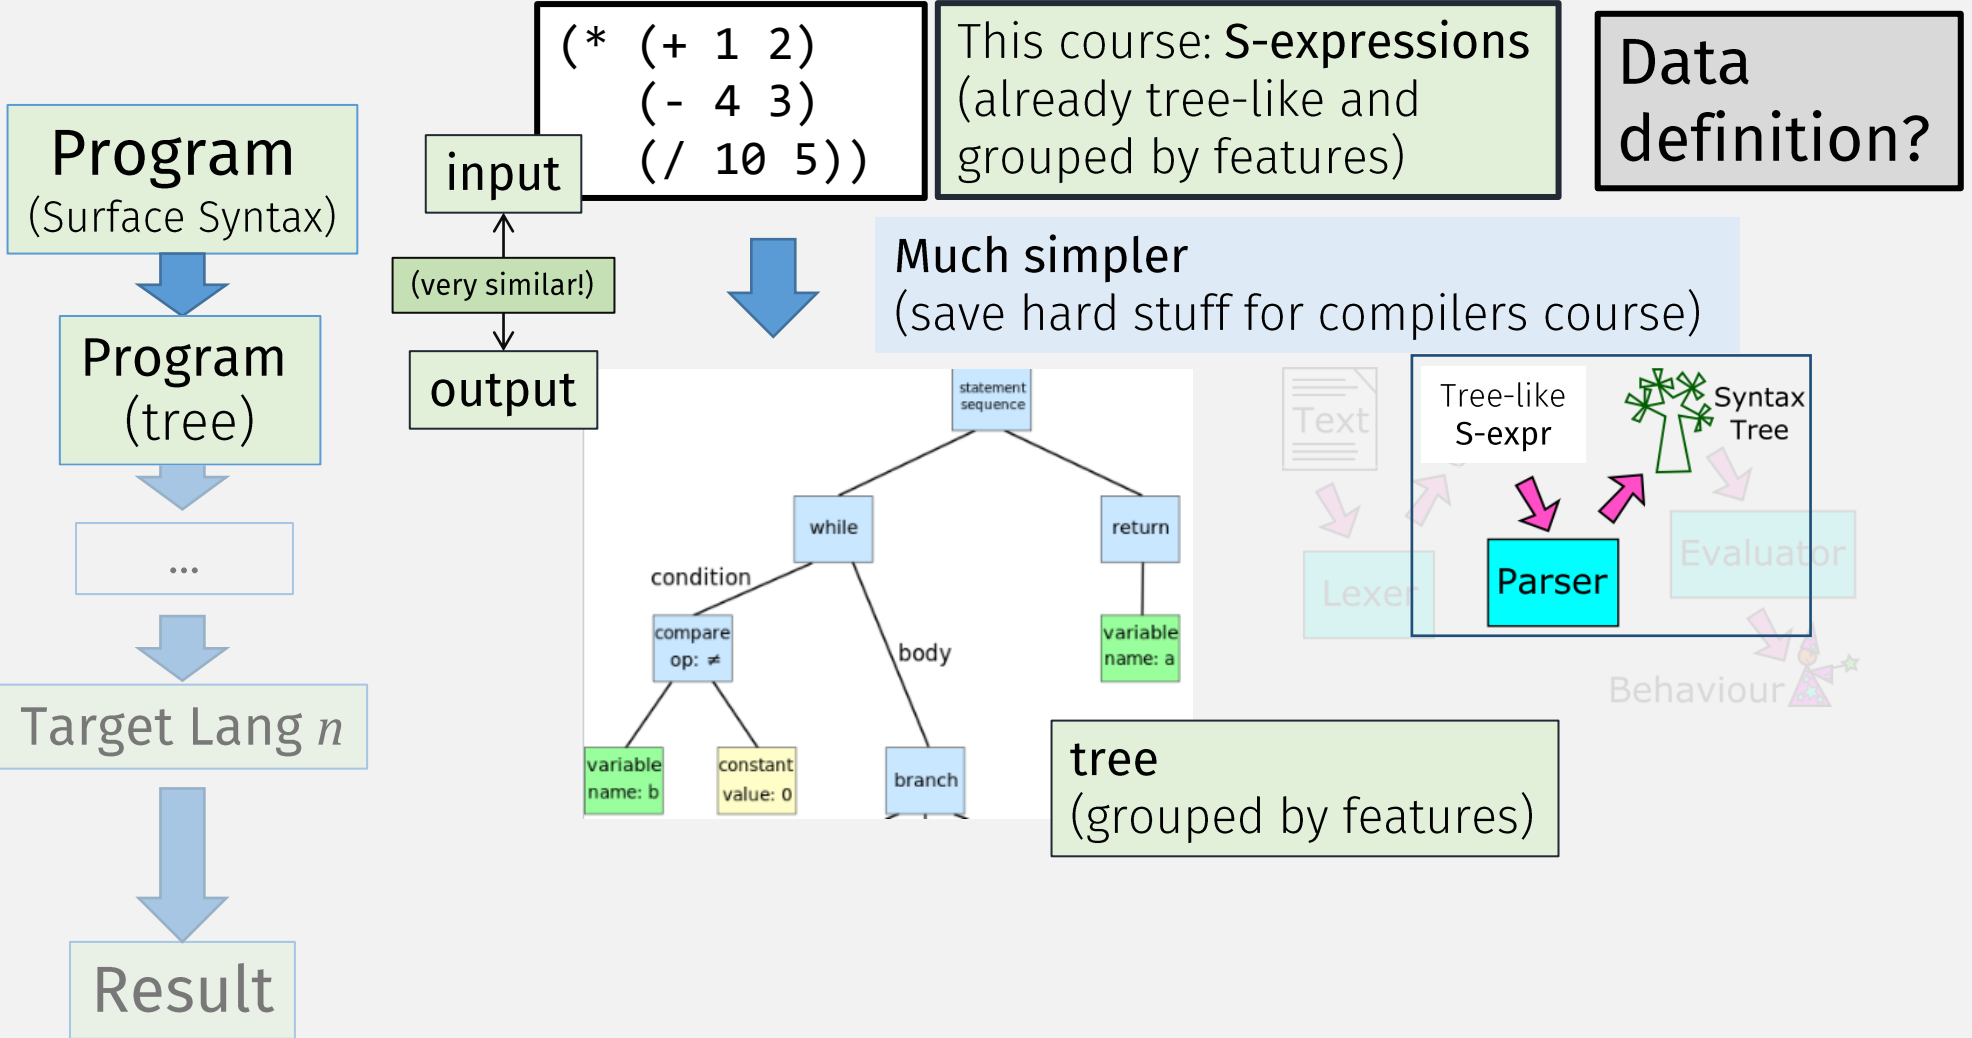 (* (+ 1 2)
(- 4 3)
(/ 10 5))
This course: S-expressions
(already tree-like and
grouped by features)
Data
definition?
Program
(Surface Syntax)
input
(very similar!)
output
Much simpler
(save hard stuff for compilers course)
Program
(tree)
...
Target Lang n
Result
statement
sequence
while
return
condition
compare
op: ≠
body
variable
name: a
variable
name: b
constant
value: 0
branch
tree
(grouped by features)
Text
Tree-like
S-expr
Syntax
Tree
Lexer
Parser
Evaluator
Behaviour